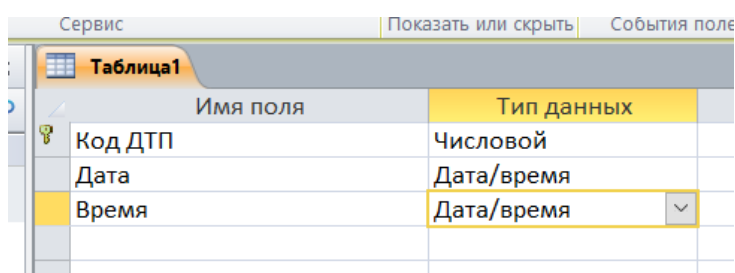 Сервис Показать или скрыть События поле
Таблица1
Имя поля Тип данных
Код ДТП Числовой
Дата Дата/время
Время Дата/время